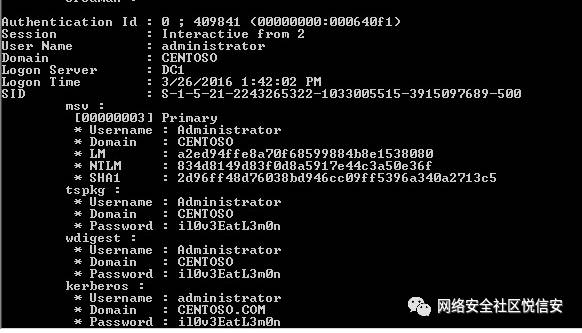 Authentication Id : 0 ; 409841 (00000000:000640f1)
Session : Interactive from 2
User Name : administrator
Domain : CENTOSO
Logon Server : DC1
Logon Time : 3/26/2016 1:42:02 PM
SID : S-1-5-21-2243265322-1033005515-3915097689-500
msv :
[00000003] Primary
* Username : Administrator
* Domain : CENTOSO
* LM : a2ed94ffe8a70f68599884b8e1538080
* NTLM : 834d8149d83f0d8a5917e44c3a50e36f
* SHA1 : 2d96ff48d76038bd946cc09ff5396a340a2713c5
tspkg :
* Username : Administrator
* Domain : CENTOSO
* Password : il0v3EatL3m0n
wdigest :
* Username : Administrator
* Domain : CENTOSO
* Password : il0v3EatL3m0n
kerberos :
* Username : administrator
* Domain : CENTOSO.COM
* Password : il0v3EatL3m0n
网络安全社区悦信安